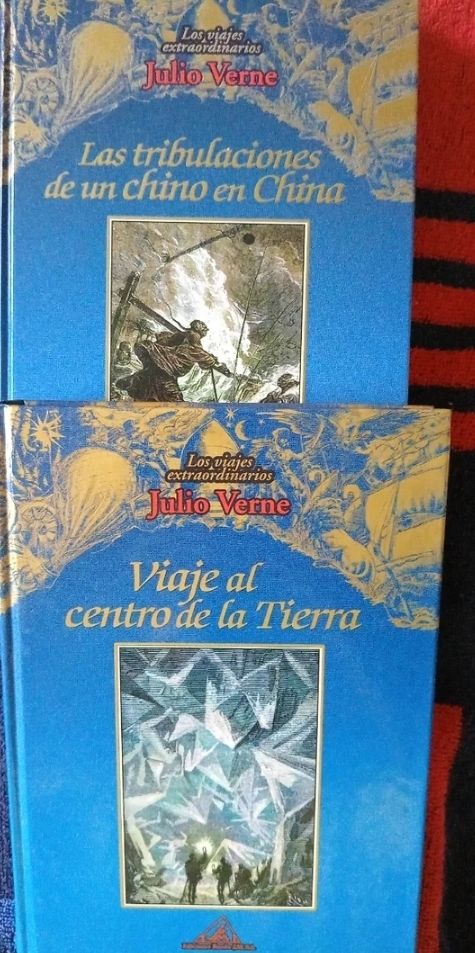 Los viajes
extraordinarios
Julio Verne
Las tribulaciones
de un chino en China
Los viajes
extraordinarios
Julio Verne
Viaje al
centro de la Tierra